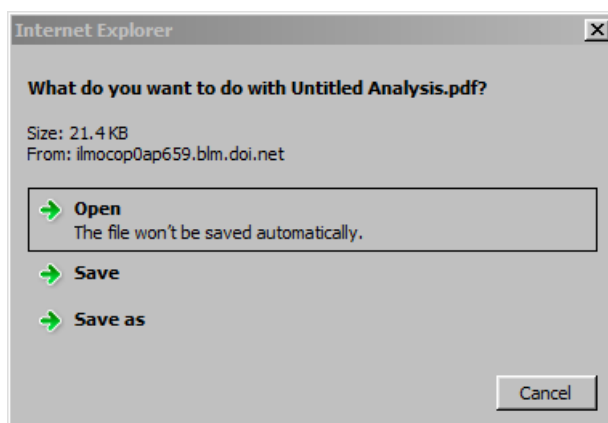 Internet Explorer
What do you want to do with Untitled Analysis.pdf?
Size: 21.4 KB
From: ilmocop0ap659.blm.doi.net
Open
The file won't be saved automatically.
Save
Save as
Cancel